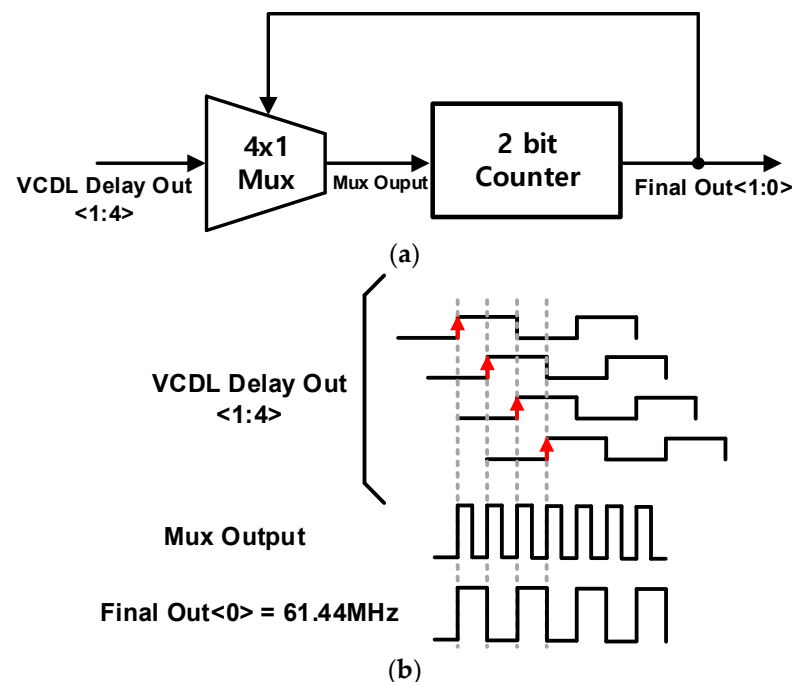 4x1
Mux
2 bit
Counter
VCDL Delay Out
<1:4>
Mux Ouput
Final Out<1:0>
(a)
VCDL Delay Out
<1:4>
Mux Output
Final Out<0> = 61.44MHz
(b)